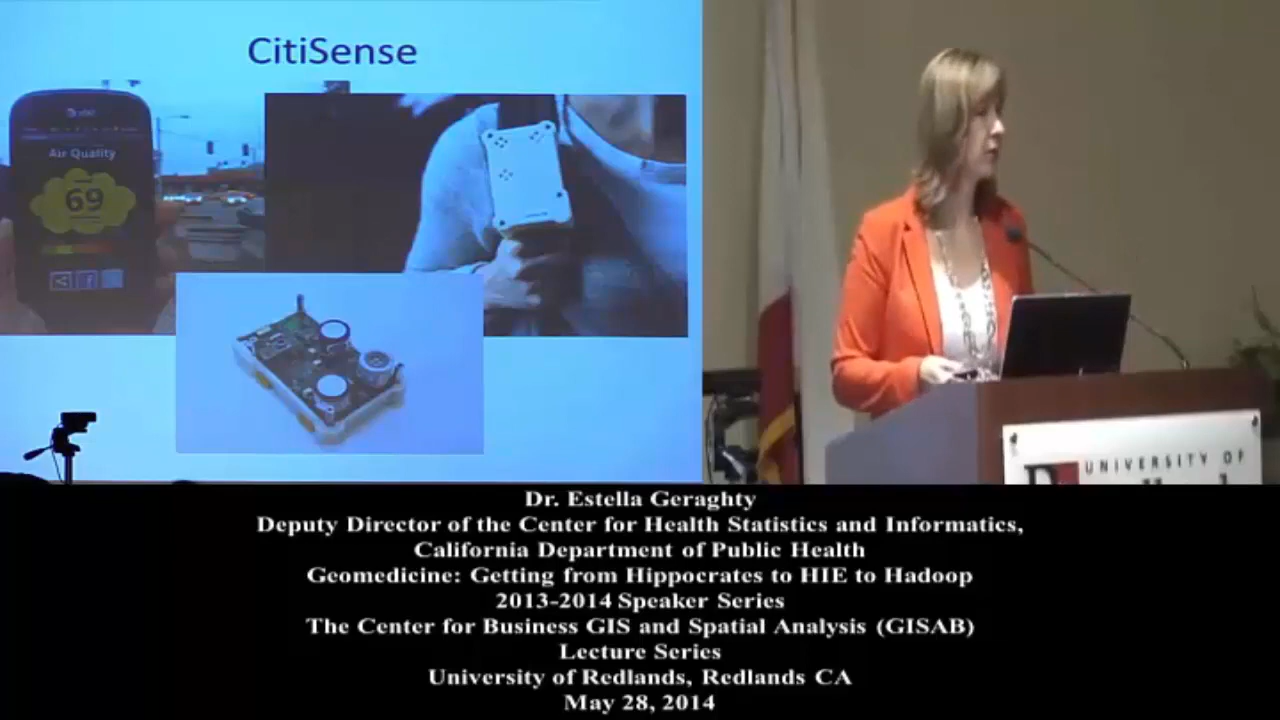 CitiSense
Air Quality
69
UNIVERSITY OF
Dr. Estella Geraghty
Deputy Director of the Center for Health Statistics and Informatics,
California Department of Public Health
Geomedicine: Getting from Hippocrates to HIE to Hadoop
2013-2014 Speaker Series
The Center for Business GIS and Spatial Analysis (GISAB)
Lecture Series
University of Redlands, Redlands CA
May 28, 2014